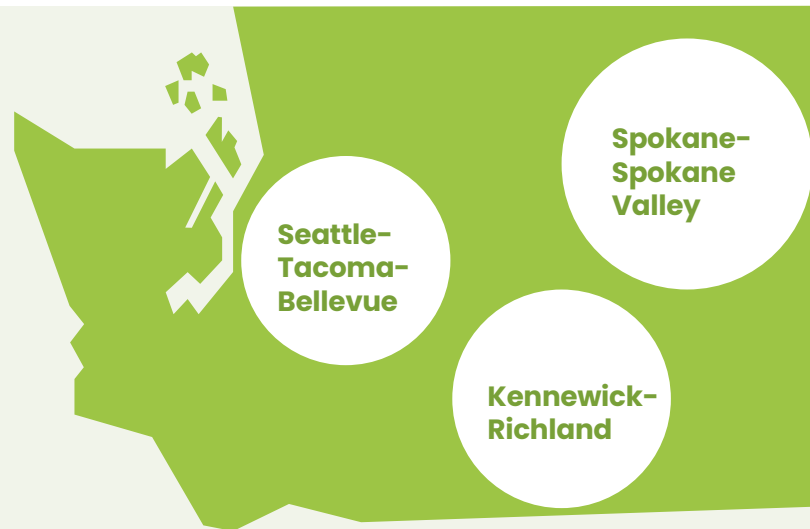 Spokane-
Spokane
Valley
Seattle-
Tacoma-
Bellevue
Kennewick-
Richland